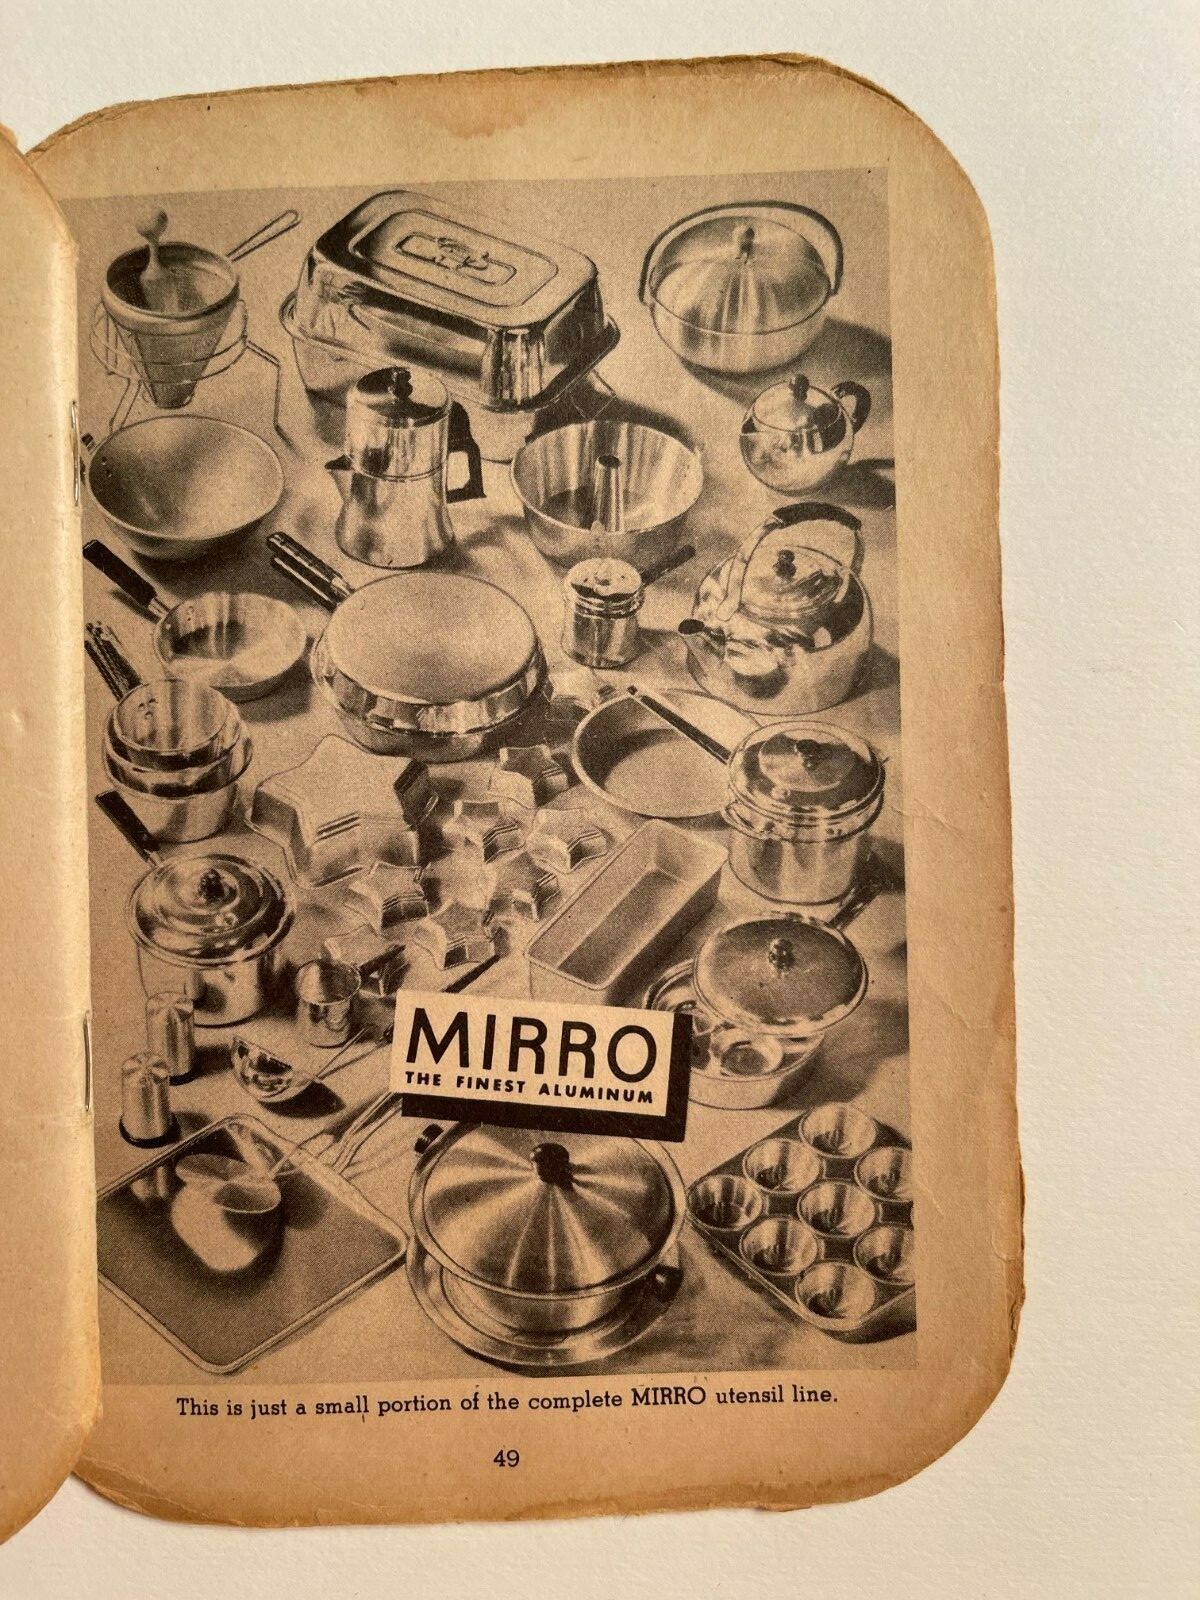 MIRRO
THE FINEST ALUMINUM
This is just a small portion of the complete MIRRO utensil line.
49